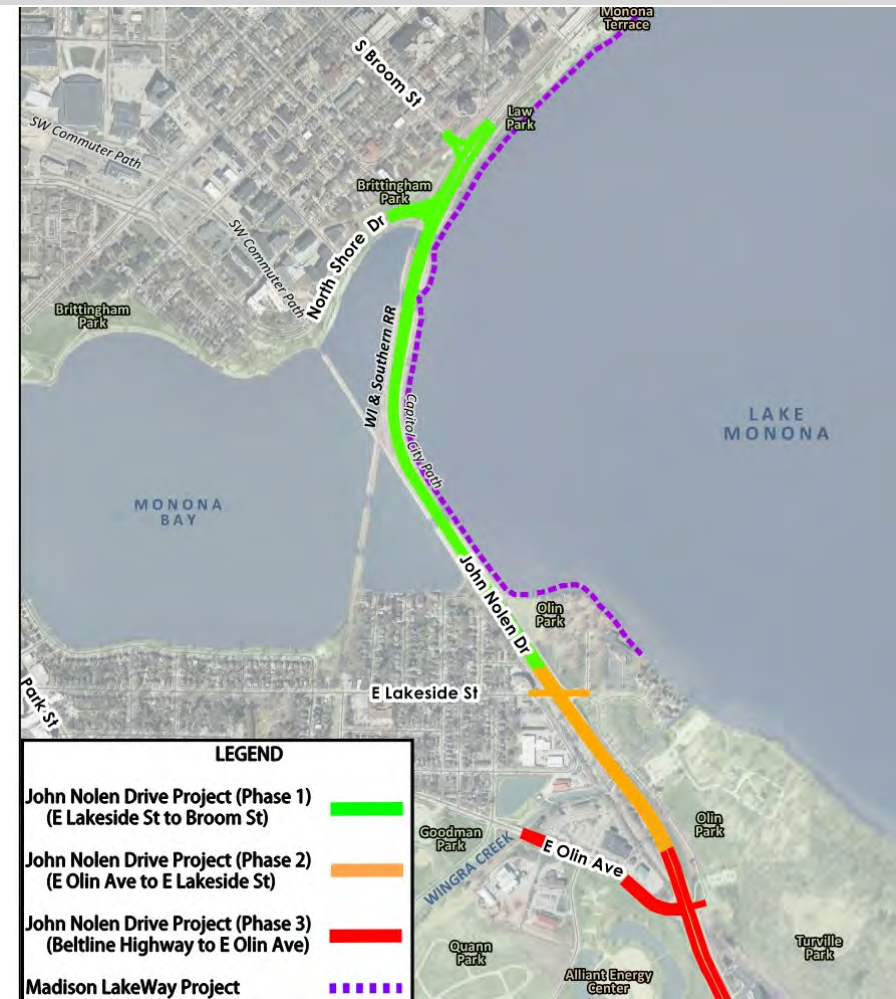 Monona
Terrace
S Broom St
Law
Park
SW Commuter Path
Brittingham
Park
North Shore Dr
SW Commuter Path
Brittingham
Park
WI & Southern RR
Capitol City Path
LAKE
MONONA
MONONA
BAY
John Nolen Dr
Olin
Park
E Lakeside St
Park St
LEGEND
John Nolen Drive Project (Phase 1)
(E Lakeside St to Broom St)
John Nolen Drive Project (Phase 2)
(E Olin Ave to E Lakeside St)
John Nolen Drive Project (Phase 3)
(Beltline Highway to E Olin Ave)
Madison LakeWay Project
Goodman
Park
WINGRA CREEK
E Olin Ave
Olin
Park
Quann
Park
Alliant Energy
Center
Turville
Park